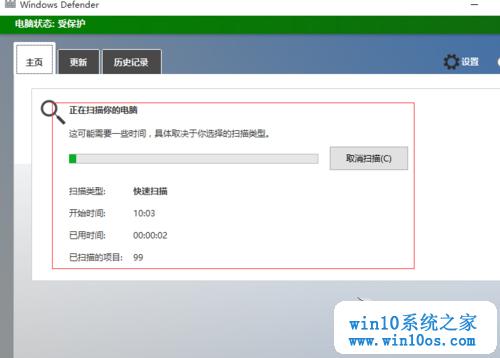 Windows Defender
电脑状态: 受保护
主页 更新 历史记录 设置
正在扫描你的电脑
这可能需要一些时间，具体取决于你选择的扫描类型。
取消扫描(C)
扫描类型: 快速扫描
开始时间: 10:03
已用时间: 00:00:02
已扫描的项目: 99
win10系统之家
www.win10os.com